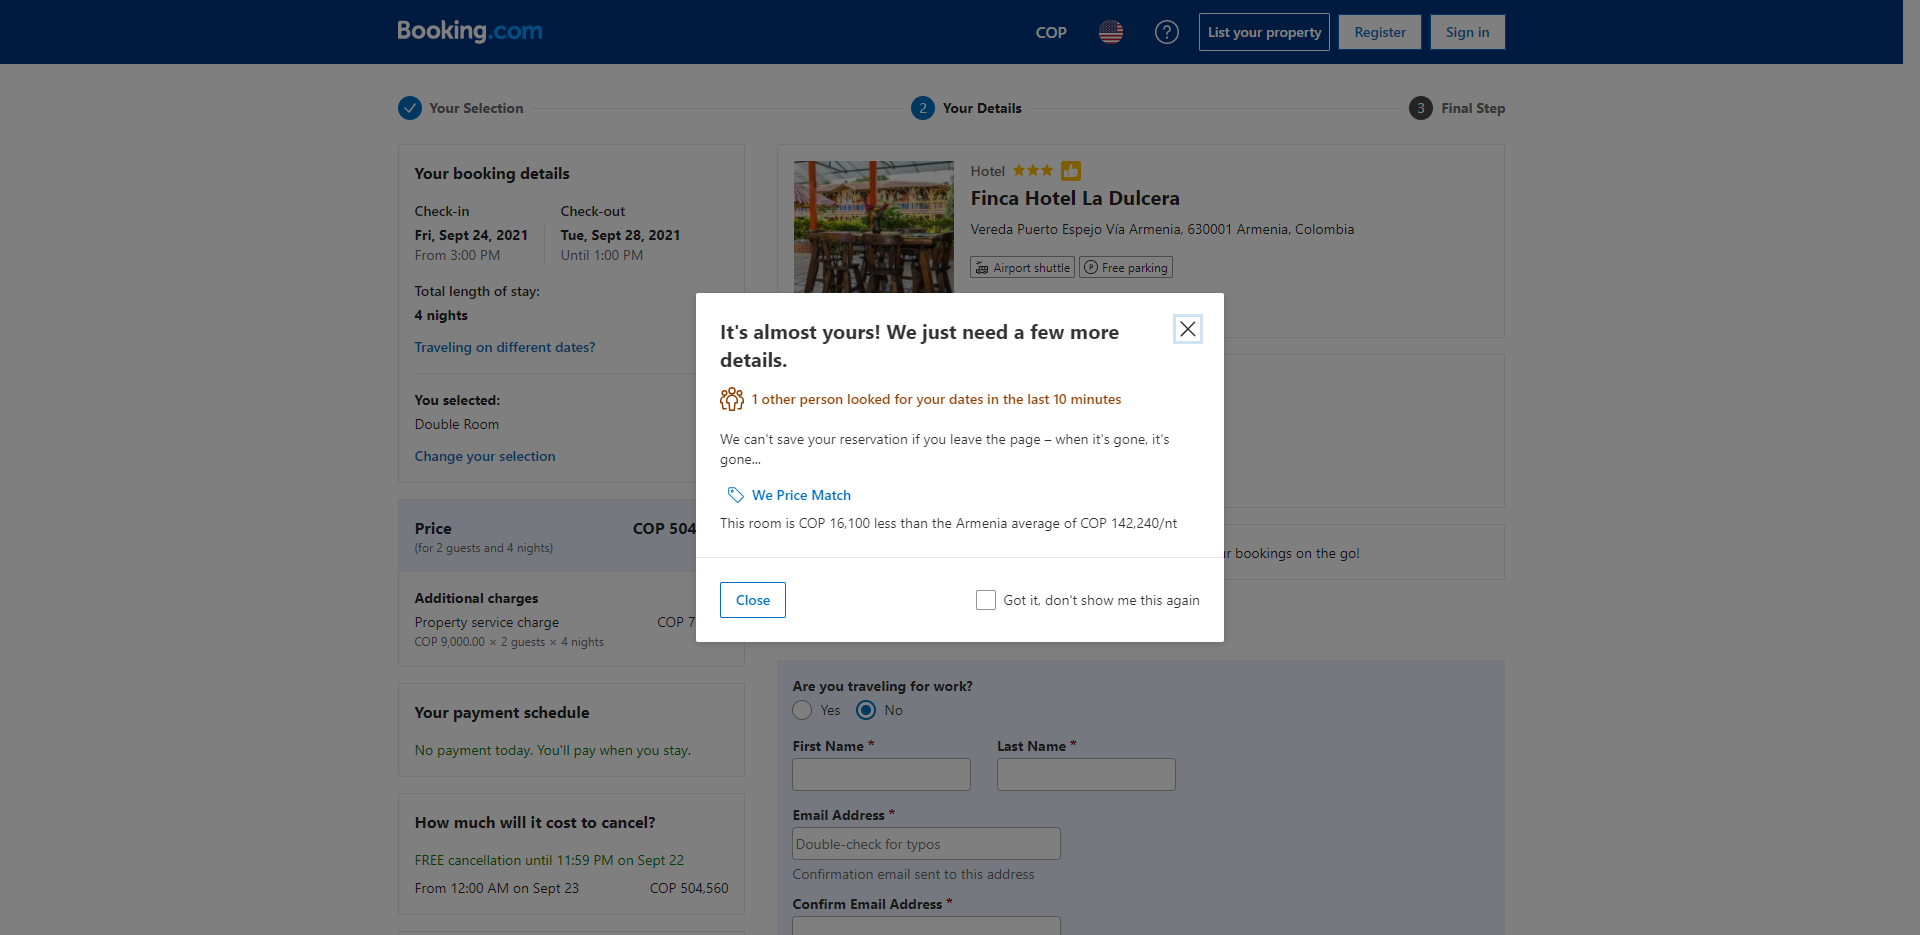 Booking.com
COP
?
List your property
Register
Sign in
Your Selection
2 Your Details
3 Final Step
Your booking details
Check-in
Fri, Sept 24, 2021
From 3:00 PM
Check-out
Tue, Sept 28, 2021
Until 1:00 PM
Total length of stay:
4 nights
Traveling on different dates?
You selected:
Double Room
Change your selection
Price
COP 504
(for 2 guests and 4 nights)
Additional charges
Property service charge
COP 7
COP 9,000.00 × 2 guests × 4 nights
Your payment schedule
No payment today. You'll pay when you stay.
How much will it cost to cancel?
FREE cancellation until 11:59 PM on Sept 22
From 12:00 AM on Sept 23
COP 504,560
Hotel
Finca Hotel La Dulcera
Vereda Puerto Espejo Vía Armenia, 630001 Armenia, Colombia
Airport shuttle
P Free parking
It's almost yours! We just need a few more
details.
1 other person looked for your dates in the last 10 minutes
We can't save your reservation if you leave the page – when it's gone, it's
gone...
We Price Match
This room is COP 16,100 less than the Armenia average of COP 142,240/nt
Close
Got it, don't show me this again
bookings on the go!
Are you traveling for work?
Yes
No
First Name *
Last Name *
Email Address *
Double-check for typos
Confirmation email sent to this address
Confirm Email Address *